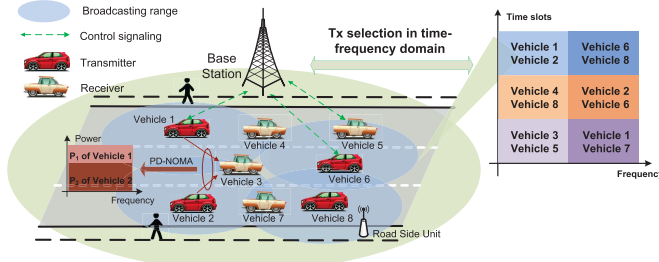 Broadcasting range
Control signaling
Transmitter
Receiver
Base
Station
Tx selection in time-
frequency domain
Time slots
Vehicle 1
Vehicle 2
Vehicle 6
Vehicle 8
Vehicle 4
Vehicle 8
Vehicle 2
Vehicle 6
Vehicle 3
Vehicle 5
Vehicle 1
Vehicle 7
Frequency
Vehicle 1
Vehicle 4
Vehicle 5
Power
P1 of Vehicle 1
P2 of Vehicle 2
Frequency
PD-NOMA
Vehicle 3
Vehicle 6
Vehicle 2
Vehicle 7
Vehicle 8
Road Side Unit